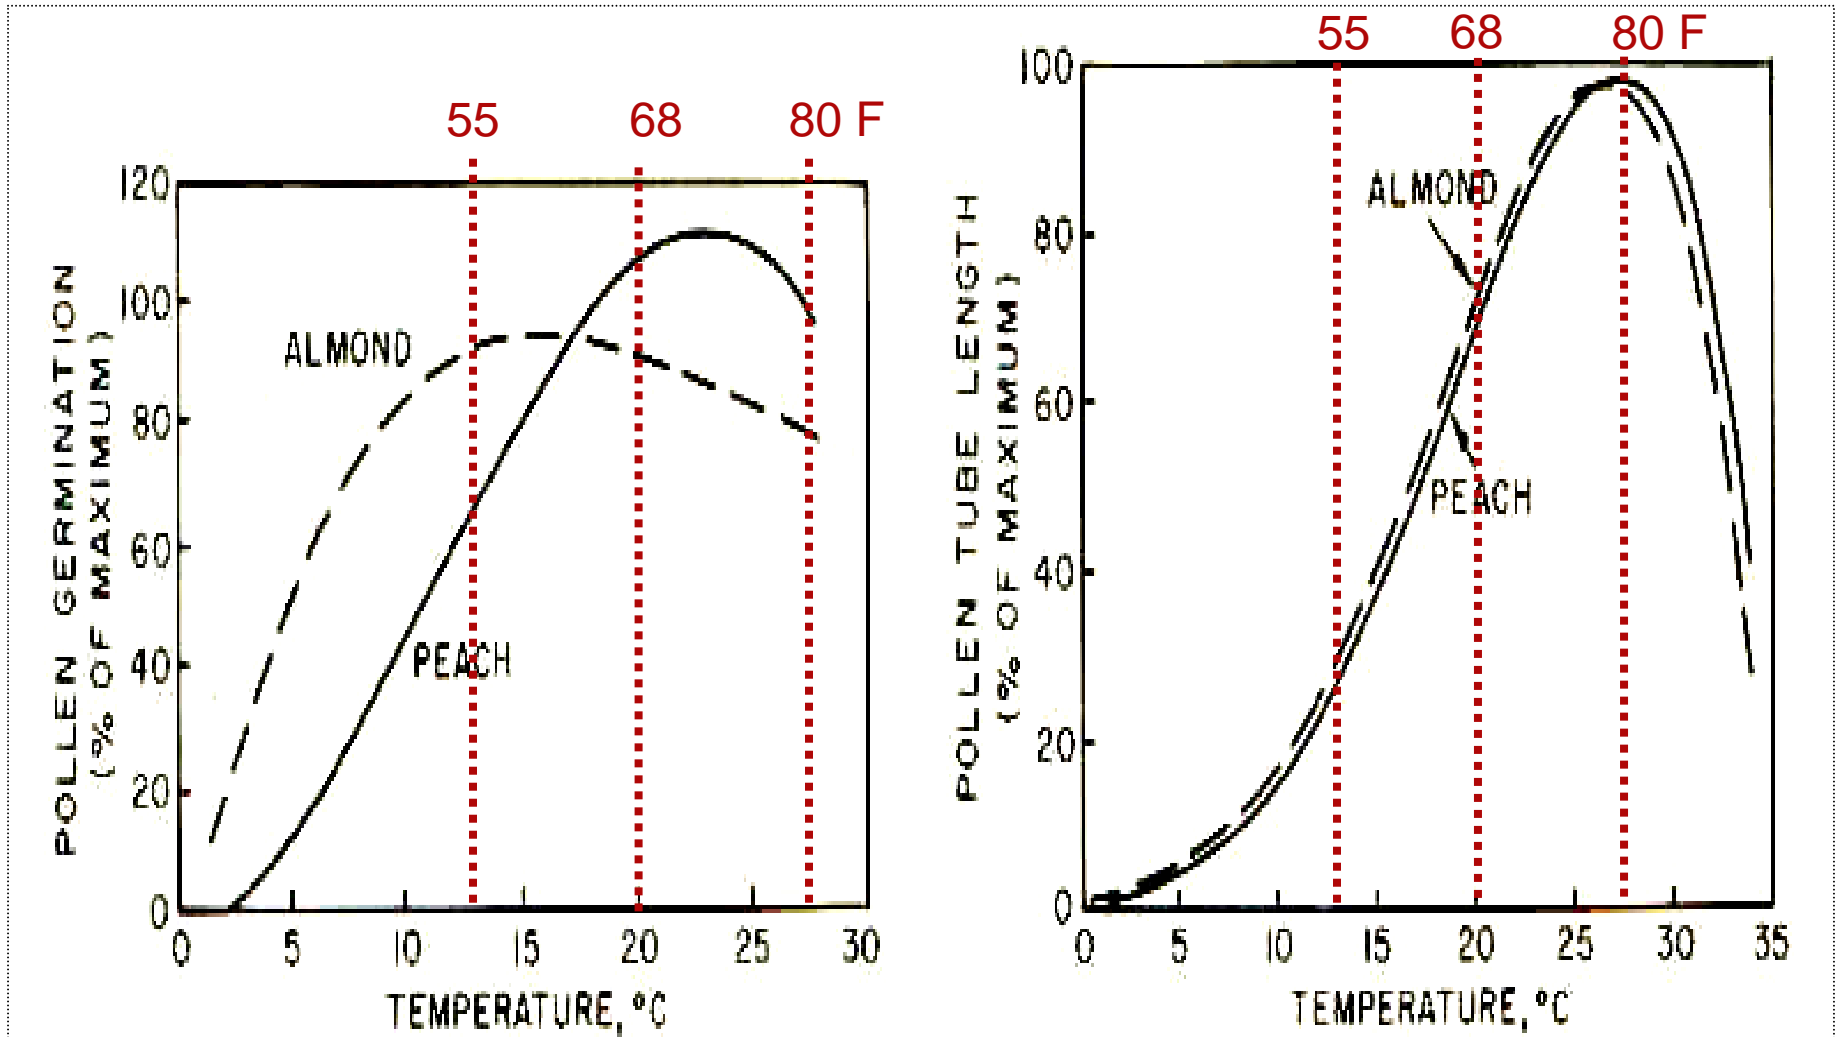 55 68 80 F
120
100
80
60
40
20
0
POLLEN GERMINATION
(% OF MAXIMUM)
ALMOND
PEACH
0 5 10 15 20 25 30
TEMPERATURE, °C
55 68 80 F
100
80
60
40
20
0
POLLEN TUBE LENGTH
(% OF MAXIMUM)
ALMOND
PEACH
0 5 10 15 20 25 30 35
TEMPERATURE, °C